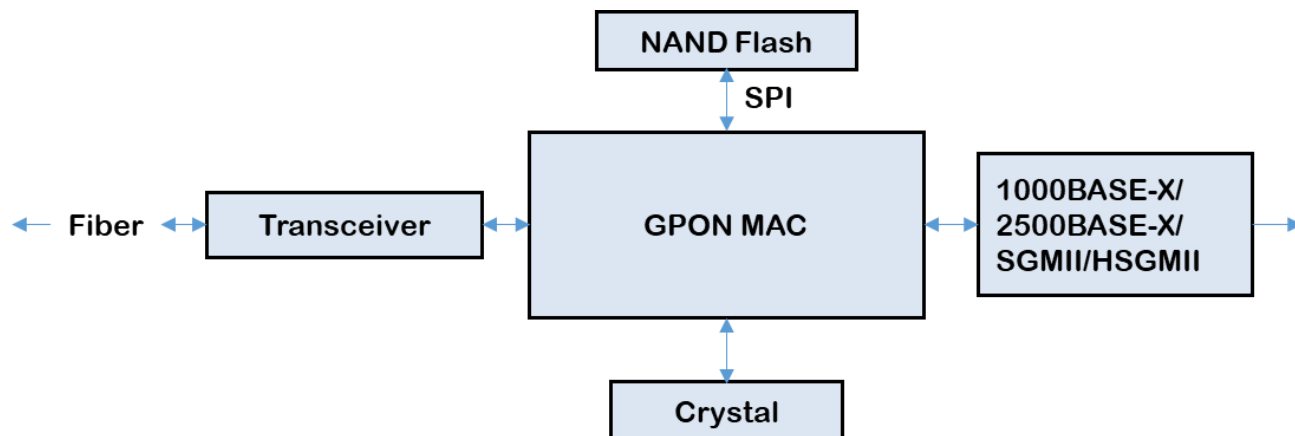 NAND Flash
SPI
Fiber
Transceiver
GPON MAC
1000BASE-X/
2500BASE-X/
SGMII/HSGMII
Crystal